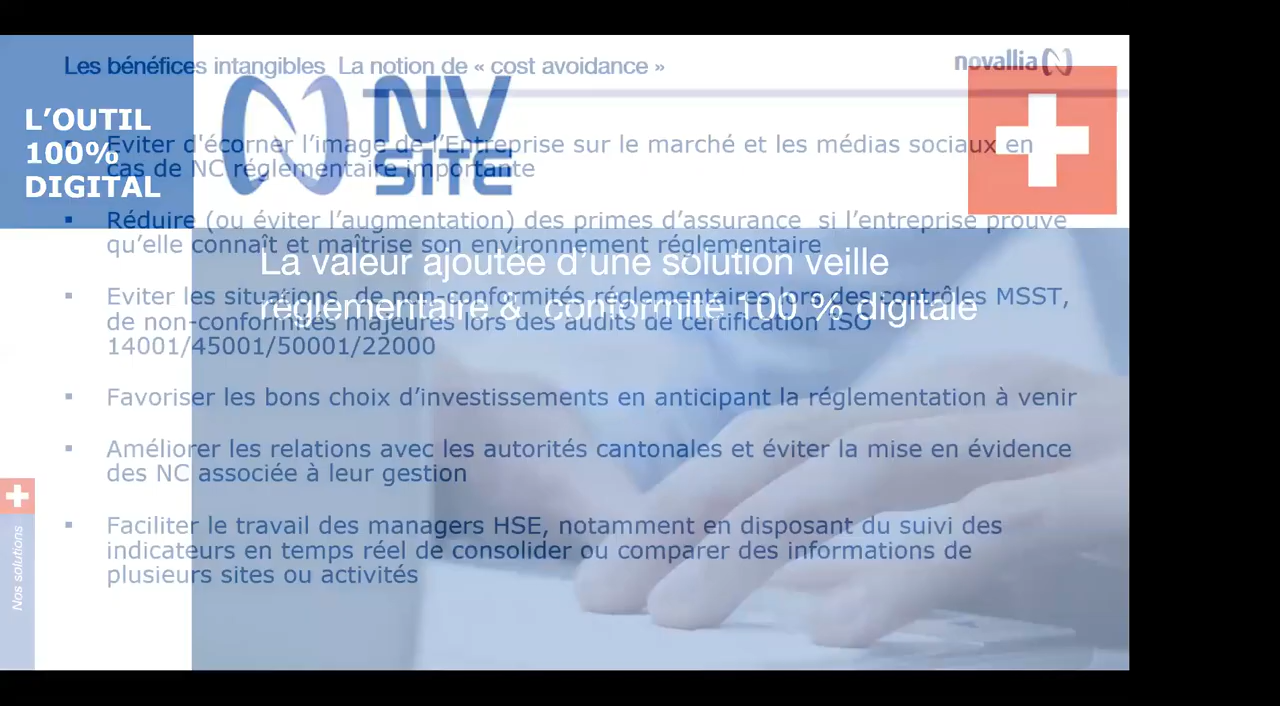 Les bénéfices intangibles La notion de « cost avoidance »
novallia
L’OUTIL
100%
DIGITAL
NV
SITE
Eviter d'écorner l’image de l’Entreprise sur le marché et les médias sociaux en
cas de NC réglementaire importante
Réduire (ou éviter l’augmentation) des primes d’assurance si l’entreprise prouve
qu’elle connaît et maîtrise son environnement réglementaire
La valeur ajoutée d’une solution veille
réglementaire & conformité 100 % digitale
Eviter les situations de non-conformités réglementaires lors des contrôles MSST,
de non-conformités majeures lors des audits de certification ISO
14001/45001/50001/22000
Favoriser les bons choix d’investissements en anticipant la réglementation à venir
Améliorer les relations avec les autorités cantonales et éviter la mise en évidence
des NC associée à leur gestion
Faciliter le travail des managers HSE, notamment en disposant du suivi des
indicateurs en temps réel de consolider ou comparer des informations de
plusieurs sites ou activités
Nos solutions